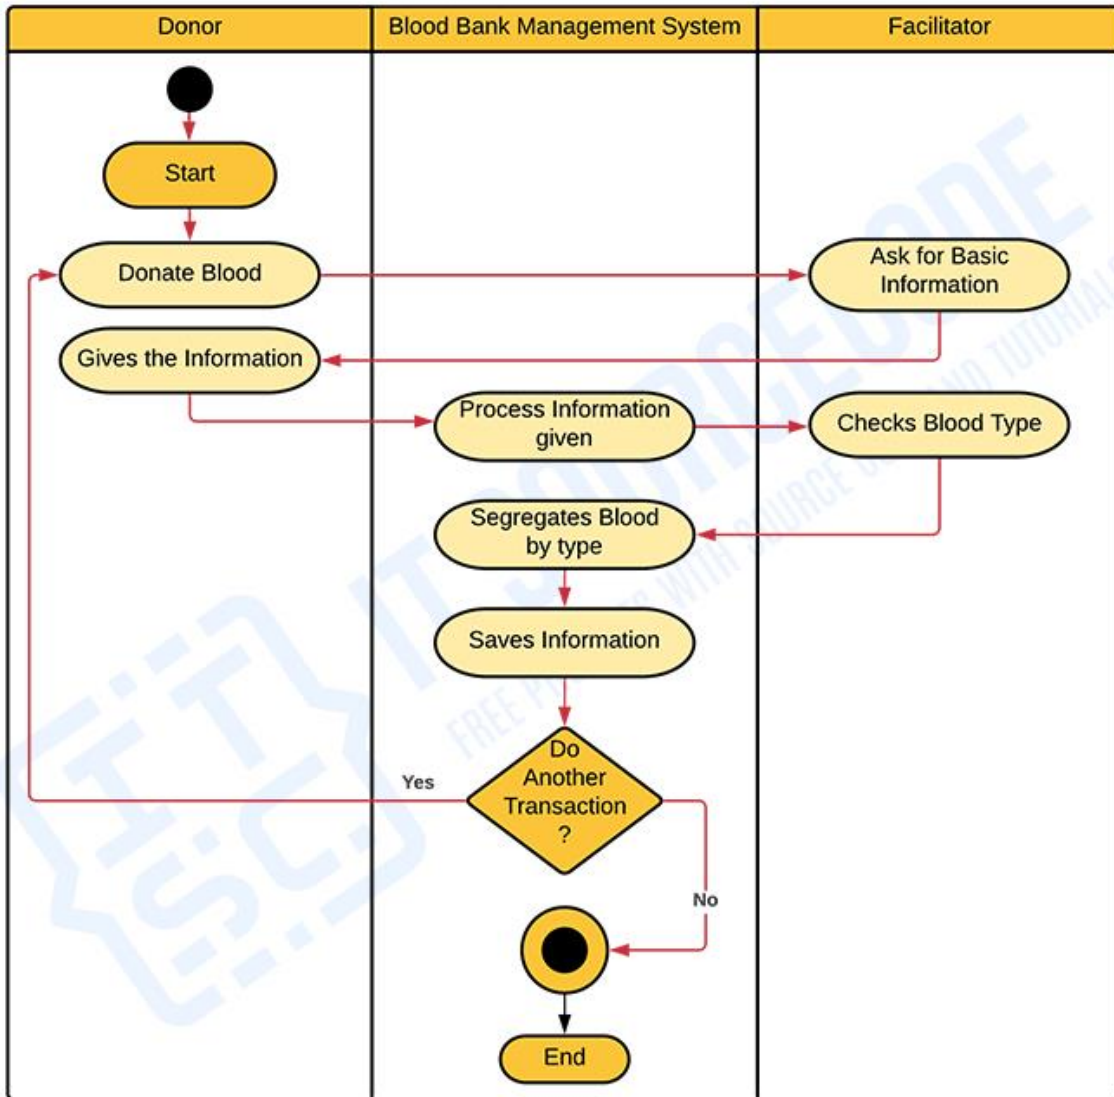 Donor
Blood Bank Management System
Facilitator
Start
Donate Blood
Ask for Basic
Information
Gives the Information
Process Information
given
Checks Blood Type
Segregates Blood
by type
Saves Information
Do
Another
Transaction
?
Yes
No
End